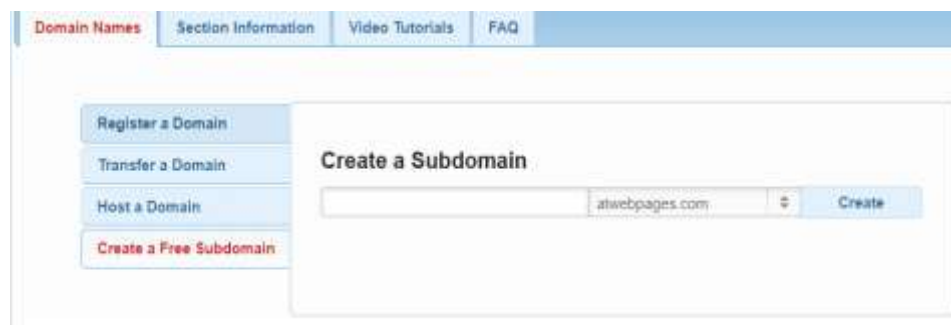 Domain Names Section Information Video Tutorials FAQ
Register a Domain
Transfer a Domain
Host a Domain
Create a Free Subdomain
Create a Subdomain
atwebpages.com Create